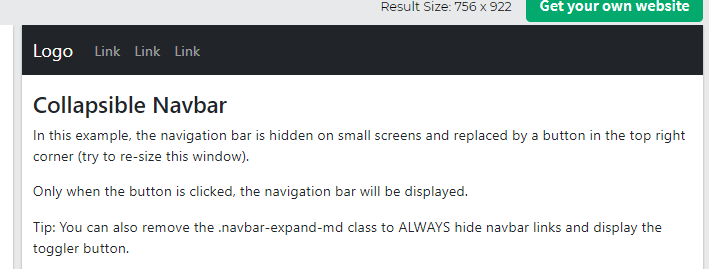 Result Size: 756 x 922
Get your own website
Logo Link Link Link
Collapsible Navbar
In this example, the navigation bar is hidden on small screens and replaced by a button in the top right
corner (try to re-size this window).
Only when the button is clicked, the navigation bar will be displayed.
Tip: You can also remove the .navbar-expand-md class to ALWAYS hide navbar links and display the
toggler button.